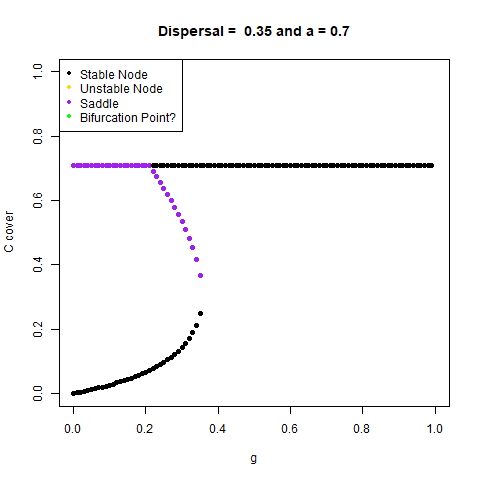 Dispersal =  0.35 and a = 0.7
Stable Node
Unstable Node
Saddle
Bifurcation Point?
C cover
1.0
0.8
0.6
0.4
0.2
0.0
0.0 0.2 0.4 0.6 0.8 1.0
g